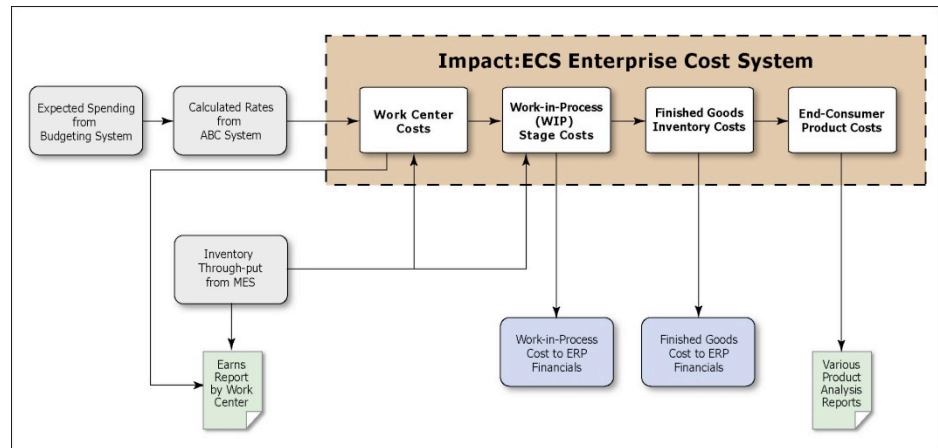 Impact:ECS Enterprise Cost System
Expected Spending
from
Budgeting System
Calculated Rates
from
ABC System
Work Center
Costs
Work-in-Process
(WIP)
Stage Costs
Finished Goods
Inventory Costs
End-Consumer
Product Costs
Inventory
Through-put
from MES
Earns
Report
by Work
Center
Work-in-Process
Cost to ERP
Financials
Finished Goods
Cost to ERP
Financials
Various
Product
Analysis
Reports